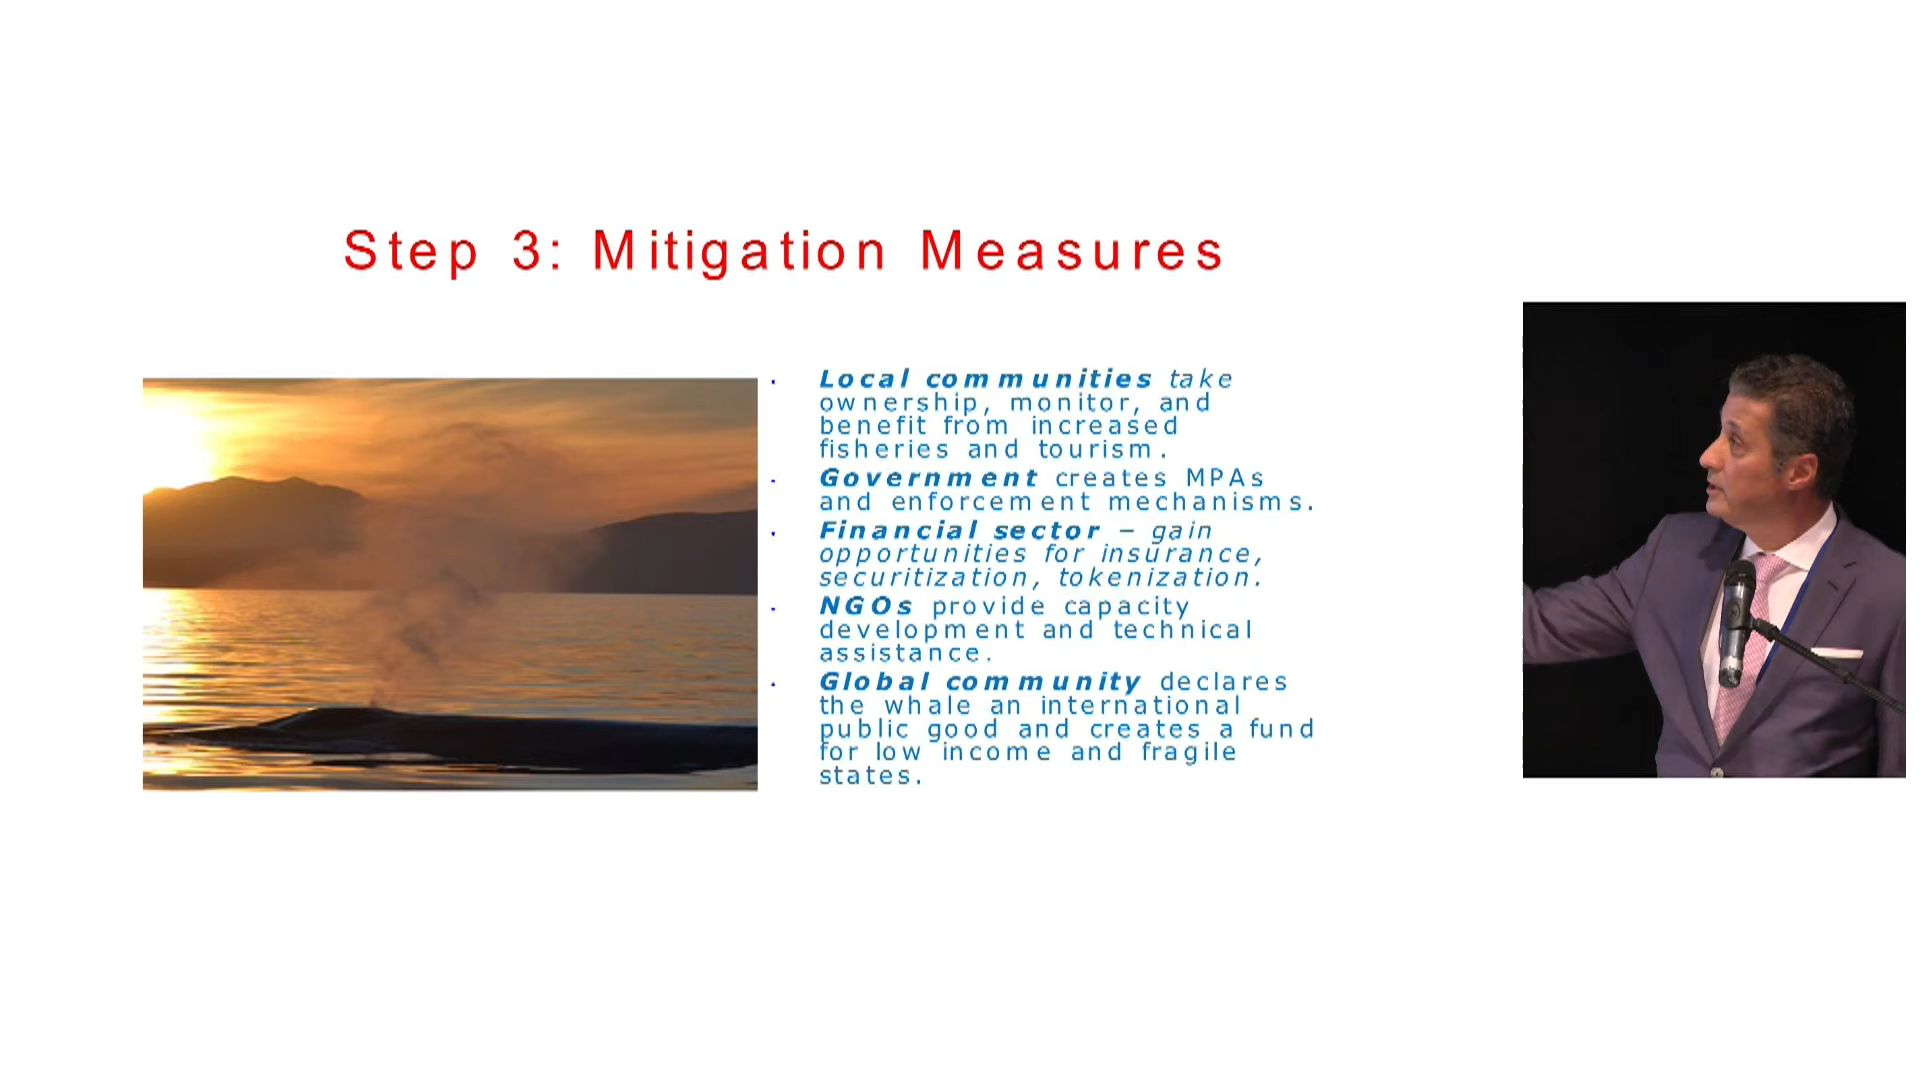 Step 3: Mitigation Measures
Local communities take
ownership, monitor, and
benefit from increased
fisheries and tourism.
Government creates MPAs
and enforcement mechanisms.
Financial sector – gain
opportunities for insurance,
securitization, tokenization.
NGOs provide capacity
development and technical
assistance.
Global community declares
the whale an international
public good and creates a fund
for low income and fragile
states.